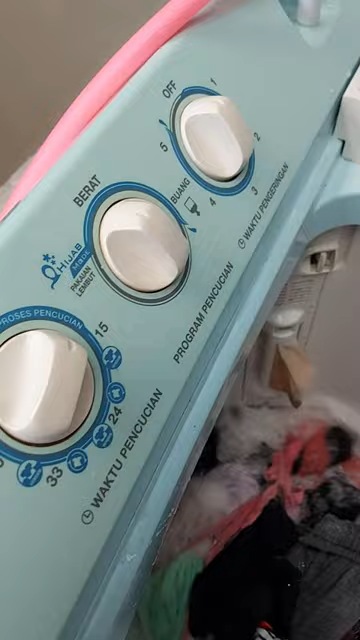 OFF
1
2
3
4
5
WAKTU PENGERINGAN
BERAT
BUANG
HIJAB
MODE
PAKAIAN
LEMBUT
PROGRAM PENCUCIAN
PROSES PENCUCIAN
15
24
33
WAKTU PENCUCIAN